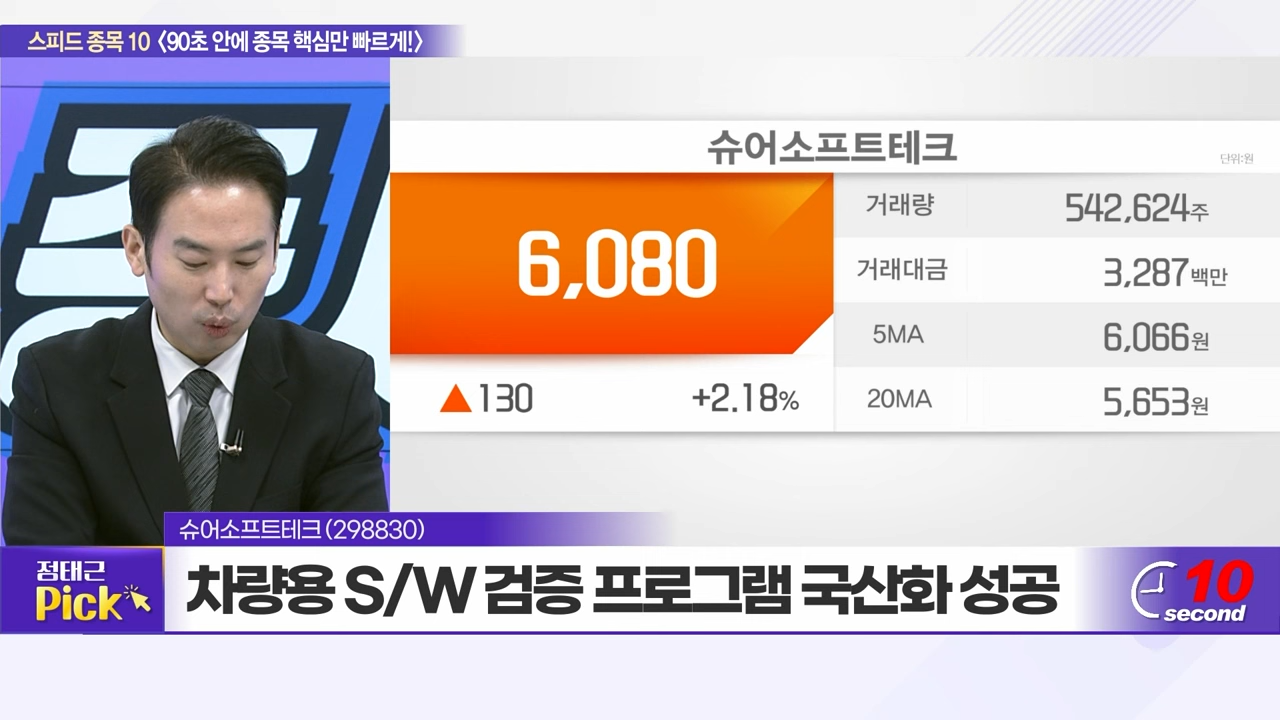 스피드 종목 10 〈90초 안에 종목 핵심만 빠르게!〉
슈어소프트테크
단위:원
6,080
▲130 +2.18%
거래량 542,624주
거래대금 3,287백만
5MA 6,066원
20MA 5,653원
슈어소프트테크(298830)
정태근
Pick
차량용 S/W 검증 프로그램 국산화 성공
10
second